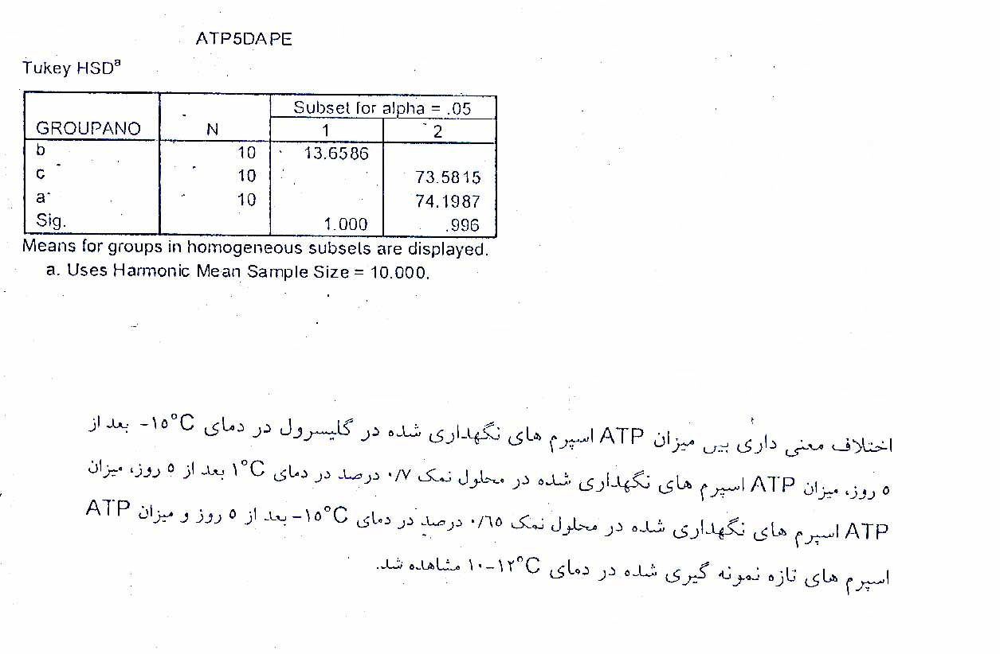 ATP5DAPE
Tukey HSDa
Subset for alpha = .05
GROUPANO N 1 2
b 10 13.6586
c 10 73.5815
a 10 74.1987
Sig. 1.000 .996
Means for groups in homogeneous subsets are displayed.
a. Uses Harmonic Mean Sample Size = 10.000.
اختلاف معنی داری بین میزان ATP اسپرم های نگهداری شده در گلیسرول در دمای ۱۵°C- بعد از
۵ روز، میزان ATP اسپرم های نگهداری شده در محلول نمک ۰/۷ درصد در دمای ۱°C بعد از ۵ روز، میزان
ATP اسپرم های نگهداری شده در محلول نمک ۰/۶۵ درصد در دمای ۱۵°C- بعد از ۵ روز و میزان ATP
اسپرم های تازه نمونه گیری شده در دمای ۱۰-۱۲°C مشاهده شد.